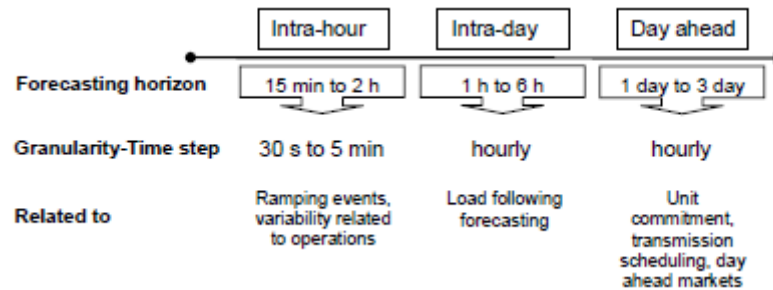 Intra-hour Intra-day Day ahead
Forecasting horizon 15 min to 2 h 1 h to 6 h 1 day to 3 day
Granularity-Time step 30 s to 5 min hourly hourly
Related to
Ramping events,
variability related
to operations
Load following
forecasting
Unit
commitment,
transmission
scheduling, day
ahead markets